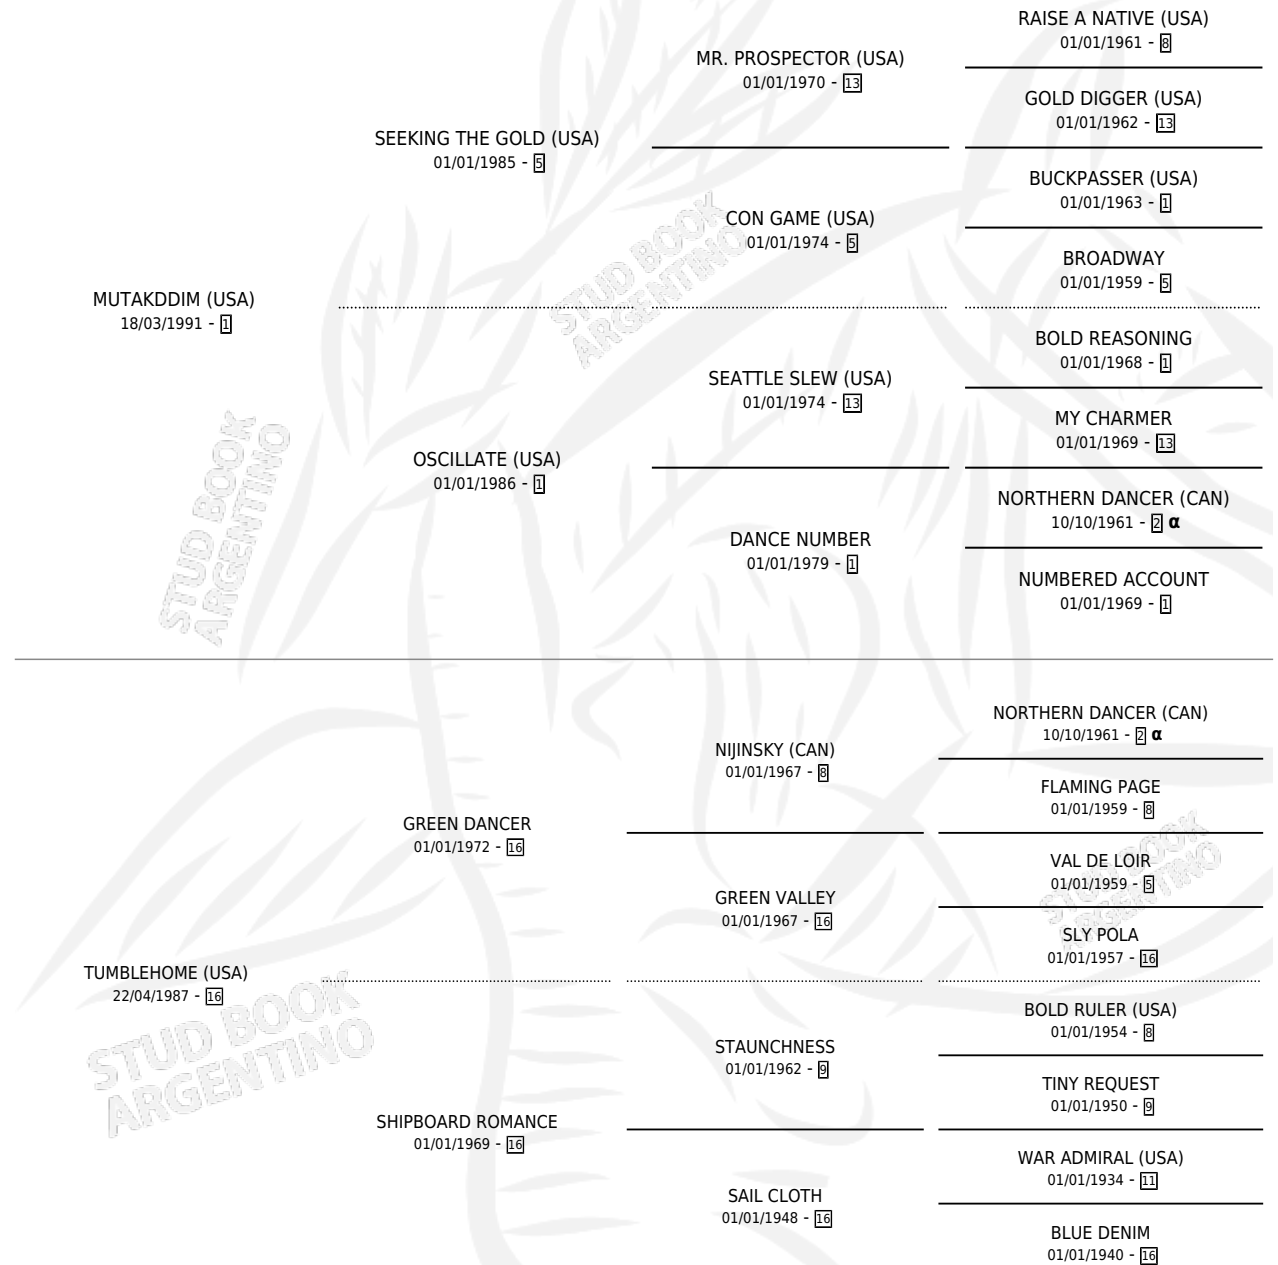 RAISE A NATIVE (USA)
01/01/1961 - 8
MR. PROSPECTOR (USA)
01/01/1970 - 13
GOLD DIGGER (USA)
01/01/1962 - 13
SEEKING THE GOLD (USA)
01/01/1985 - 5
BUCKPASSER (USA)
01/01/1963 - 1
CON GAME (USA)
01/01/1974 - 5
BROADWAY
01/01/1959 - 5
MUTAKDDIM (USA)
18/03/1991 - 1
BOLD REASONING
01/01/1968 - 1
SEATTLE SLEW (USA)
01/01/1974 - 13
MY CHARMER
01/01/1969 - 13
OSCILLATE (USA)
01/01/1986 - 1
NORTHERN DANCER (CAN)
10/10/1961 - 2 α
DANCE NUMBER
01/01/1979 - 1
NUMBERED ACCOUNT
01/01/1969 - 1
NORTHERN DANCER (CAN)
10/10/1961 - 2 α
NIJINSKY (CAN)
01/01/1967 - 8
FLAMING PAGE
01/01/1959 - 8
GREEN DANCER
01/01/1972 - 16
VAL DE LOIR
01/01/1959 - 5
GREEN VALLEY
01/01/1967 - 16
SLY POLA
01/01/1957 - 16
TUMBLEHOME (USA)
22/04/1987 - 16
BOLD RULER (USA)
01/01/1954 - 8
STAUNCHNESS
01/01/1962 - 9
TINY REQUEST
01/01/1950 - 9
SHIPBOARD ROMANCE
01/01/1969 - 16
WAR ADMIRAL (USA)
01/01/1934 - 11
SAIL CLOTH
01/01/1948 - 16
BLUE DENIM
01/01/1940 - 16
STUD BOOK
ARGENTINO
STUD BOOK
ARGENTINO
STUD BOOK
ARGENTINO
STUD BOOK
ARGENTINO